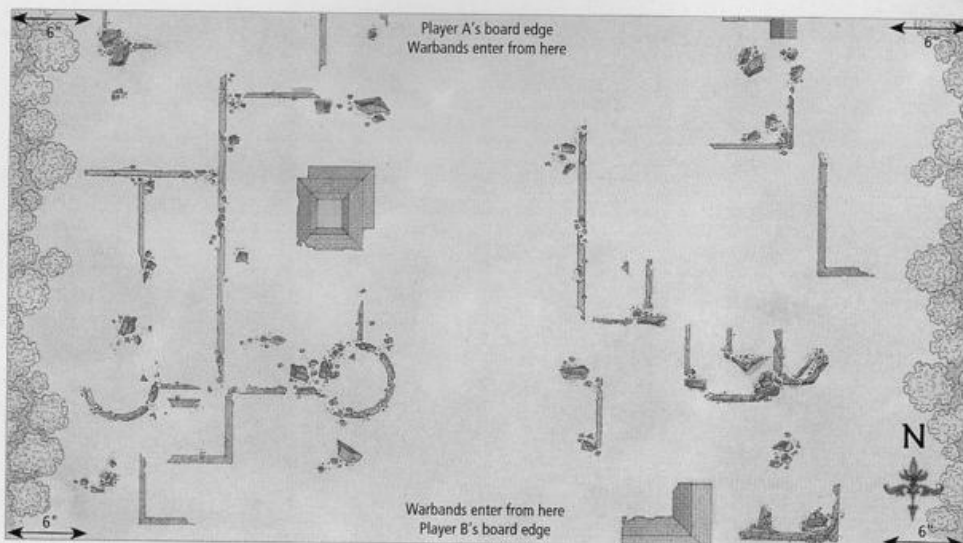 6"
Player A's board edge
Warbands enter from here
6"
N
Warbands enter from here
Player B's board edge
6"
6"